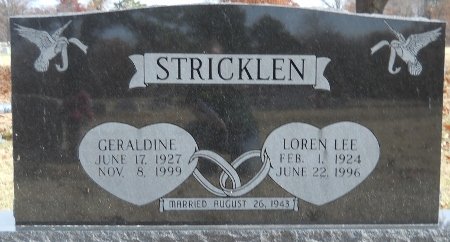 STRICKLEN
GERALDINE
JUNE 17, 1927
NOV. 8, 1999
LOREN LEE
FEB. 1, 1924
JUNE 22, 1996
MARRIED AUGUST 26, 1943